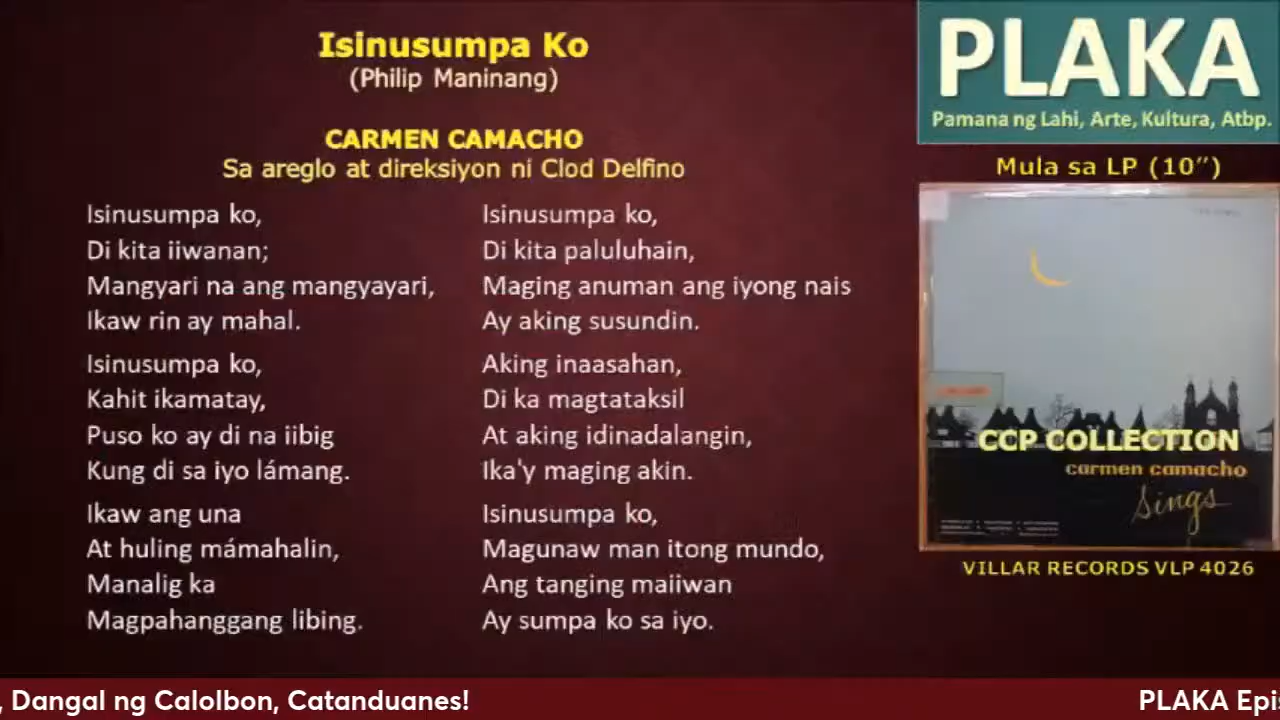 Isinusumpa Ko
(Philip Maninang)
CARMEN CAMACHO
Sa areglo at direksiyon ni Clod Delfino
Isinusumpa ko,
Di kita iiwanan;
Mangyari na ang mangyayari,
Ikaw rin ay mahal.
Isinusumpa ko,
Kahit ikamatay,
Puso ko ay di na iibig
Kung di sa iyo lámang.
Ikaw ang una
At huling mámahalin,
Manalig ka
Magpahanggang libing.
Isinusumpa ko,
Di kita paluluhain,
Maging anuman ang iyong nais
Ay aking susundin.
Aking inaasahan,
Di ka magtataksil
At aking idinadalangin,
Ika'y maging akin.
Isinusumpa ko,
Magunaw man itong mundo,
Ang tanging maiiwan
Ay sumpa ko sa iyo.
PLAKA
Pamana ng Lahi, Arte, Kultura, Atbp.
Mula sa LP (10”)
CCP COLLECTION
carmen camacho
Sings
VILLAR RECORDS VLP 4026
, Dangal ng Calolbon, Catanduanes!
PLAKA Epis